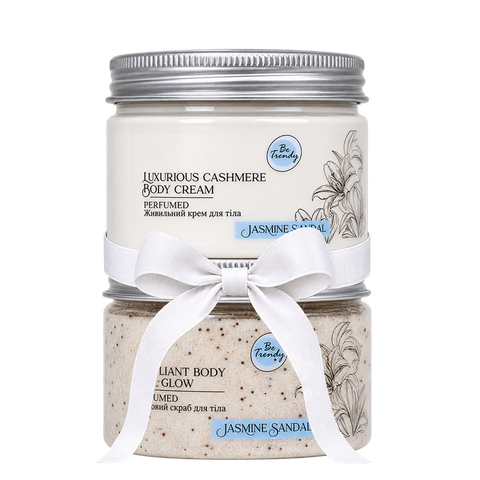 Be
Trendy
LUXURIOUS CASHMERE
BODY CREAM
PERFUMED
Живильний крем для тіла
JASMINE SANDAL
Be
Trendy
LIANT BODY
GLOW
UMED
овий скраб для тіла
JASMINE SANDAL